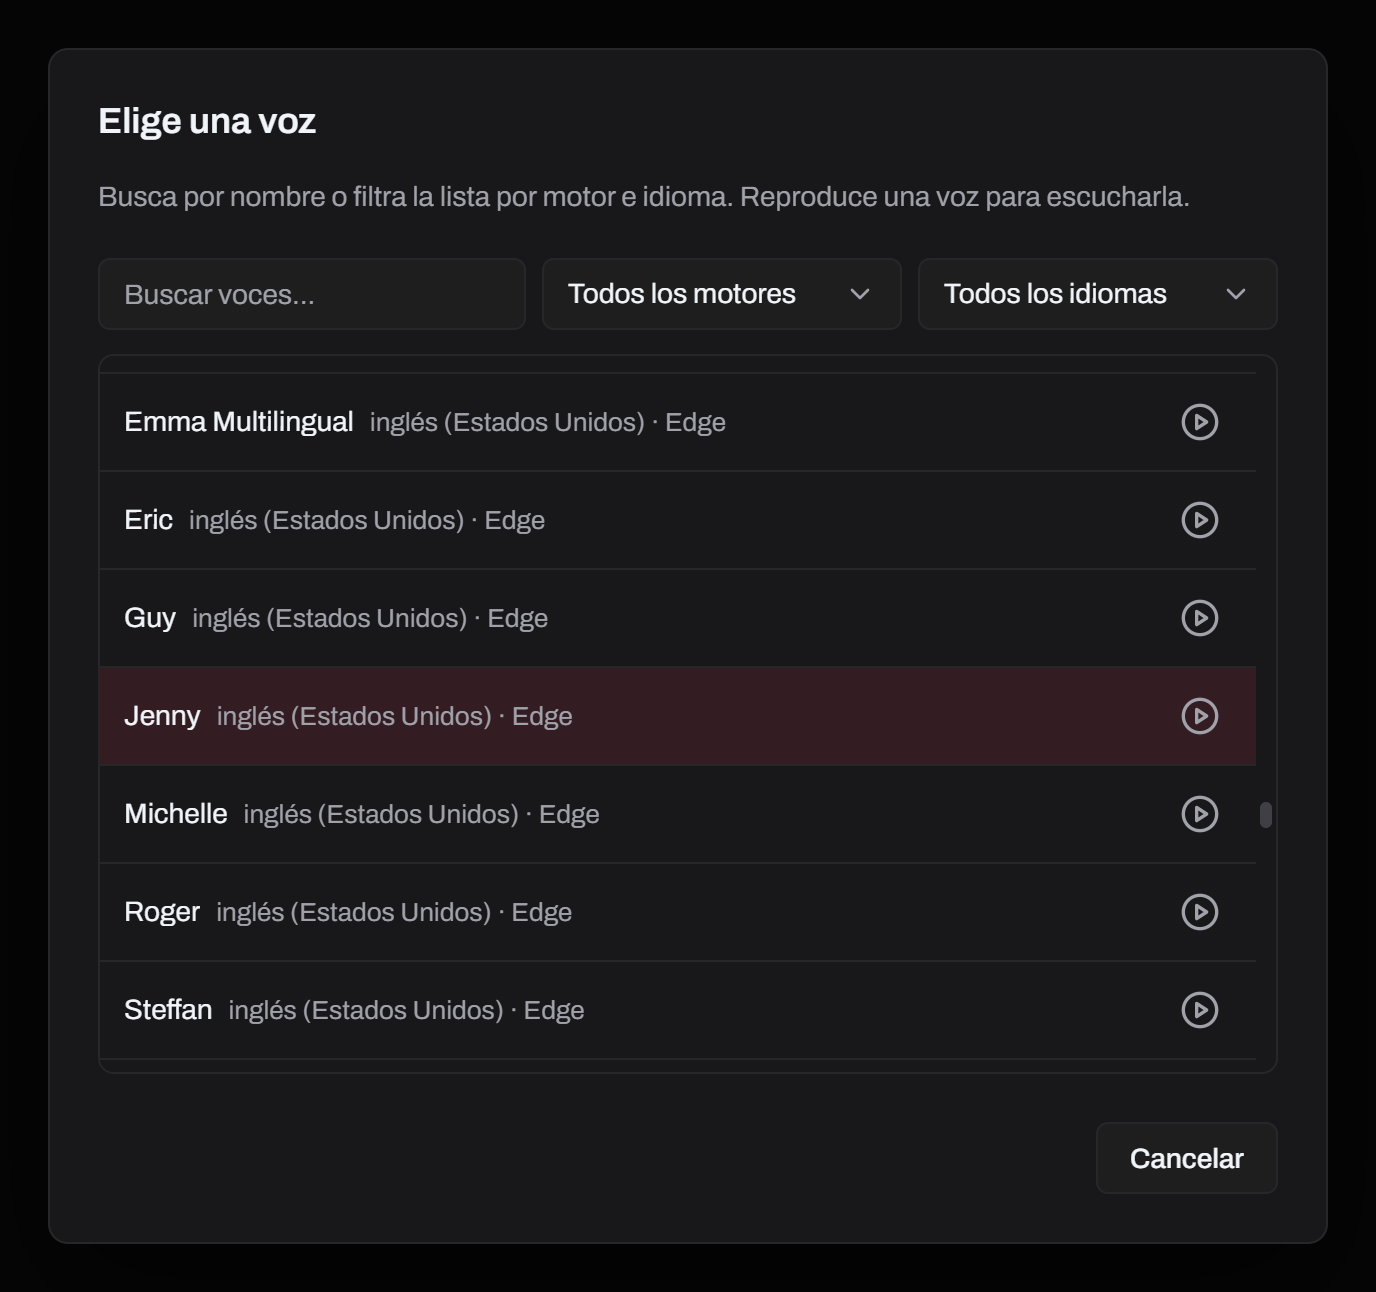 Elige una voz
Busca por nombre o filtra la lista por motor e idioma. Reproduce una voz para escucharla.
Buscar voces...
Todos los motores
Todos los idiomas
Emma Multilingual inglés (Estados Unidos) · Edge
Eric inglés (Estados Unidos) · Edge
Guy inglés (Estados Unidos) · Edge
Jenny inglés (Estados Unidos) · Edge
Michelle inglés (Estados Unidos) · Edge
Roger inglés (Estados Unidos) · Edge
Steffan inglés (Estados Unidos) · Edge
Cancelar